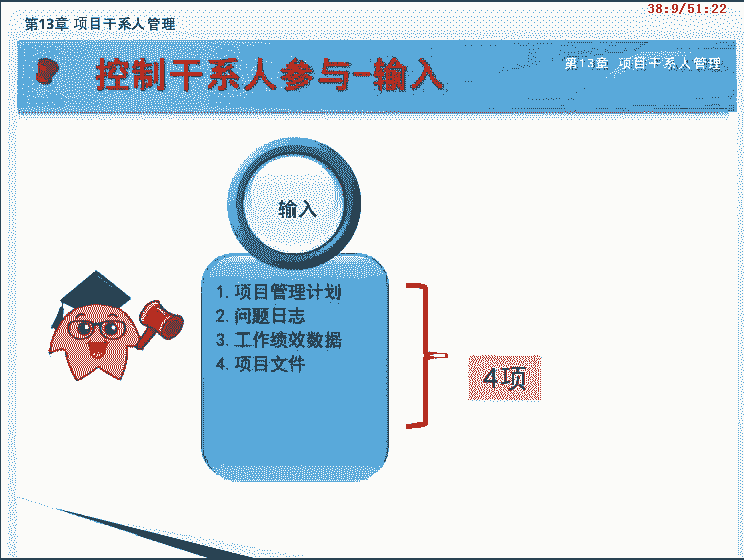 38:9/51:22
第13章 项目干系人管理
控制干系人参与-输入
第13章 项目干系人管理
输入
1.项目管理计划
2.问题日志
3.工作绩效数据
4.项目文件
4项